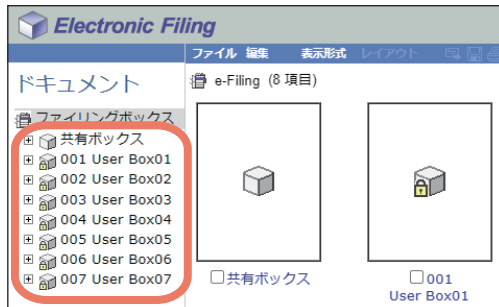 Electronic Filing
ファイル 編集 表示形式 レイアウト
ドキュメント
e-Filing (8 項目)
ファイリングボックス
共有ボックス
001 User Box01
002 User Box02
003 User Box03
004 User Box04
005 User Box05
006 User Box06
007 User Box07
共有ボックス
001
User Box01